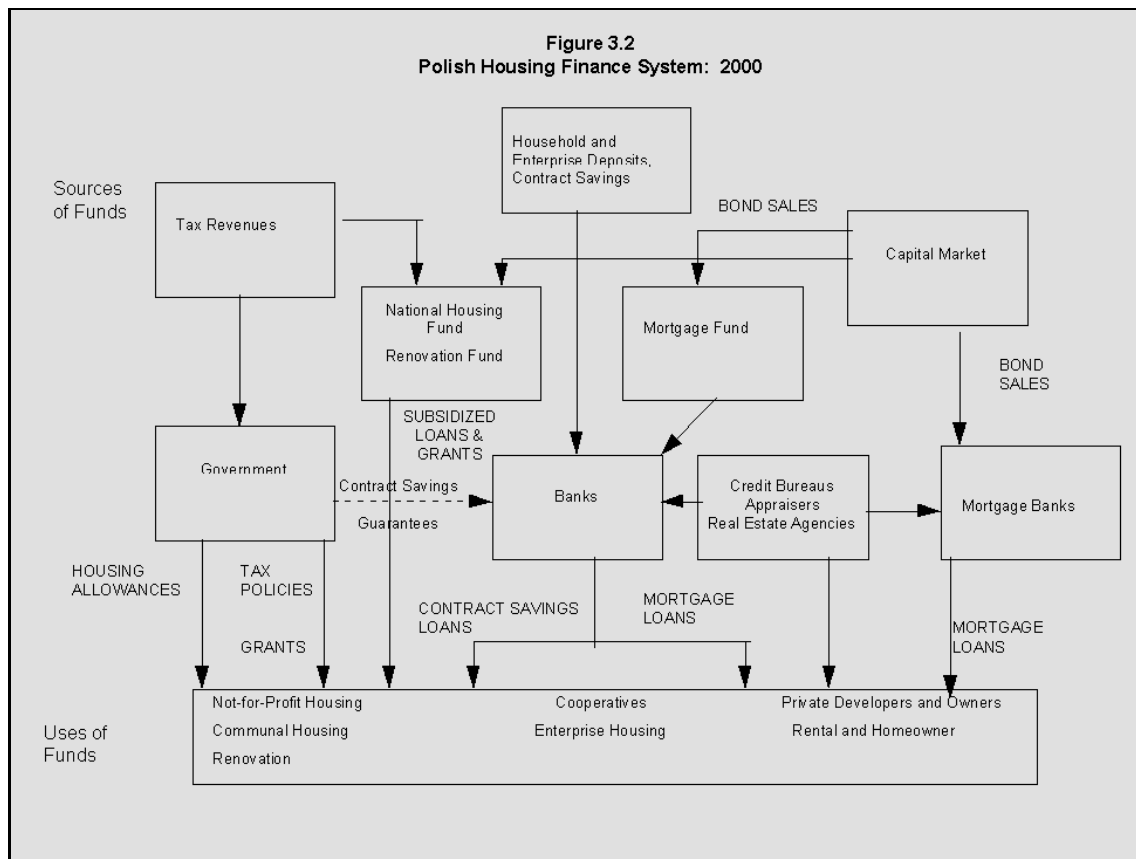 Figure 3.2
Polish Housing Finance System: 2000
Household and
Enterprise Deposits,
Contract Savings
Sources
of Funds
Tax Revenues
BOND SALES
Capital Market
National Housing
Fund
Renovation Fund
Mortgage Fund
BOND
SALES
SUBSIDIZED
LOANS &
GRANTS
Government
Contract Savings
Guarantees
Banks
Credit Bureaus
Appraisers
Real Estate Agencies
Mortgage Banks
HOUSING
ALLOWANCES
TAX
POLICIES
GRANTS
CONTRACT SAVINGS
LOANS
MORTGAGE
LOANS
MORTGAGE
LOANS
Uses of
Funds
Not-for-Profit Housing
Communal Housing
Renovation
Cooperatives
Enterprise Housing
Private Developers and Owners
Rental and Homeowner